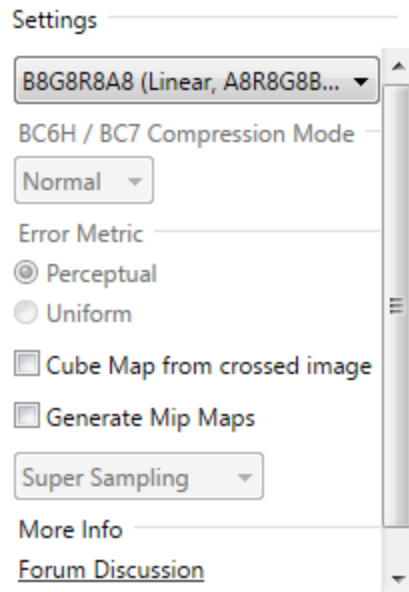 Settings
B8G8R8A8 (Linear, A8R8G8B...
BC6H / BC7 Compression Mode
Normal
Error Metric
Perceptual
Uniform
Cube Map from crossed image
Generate Mip Maps
Super Sampling
More Info
Forum Discussion